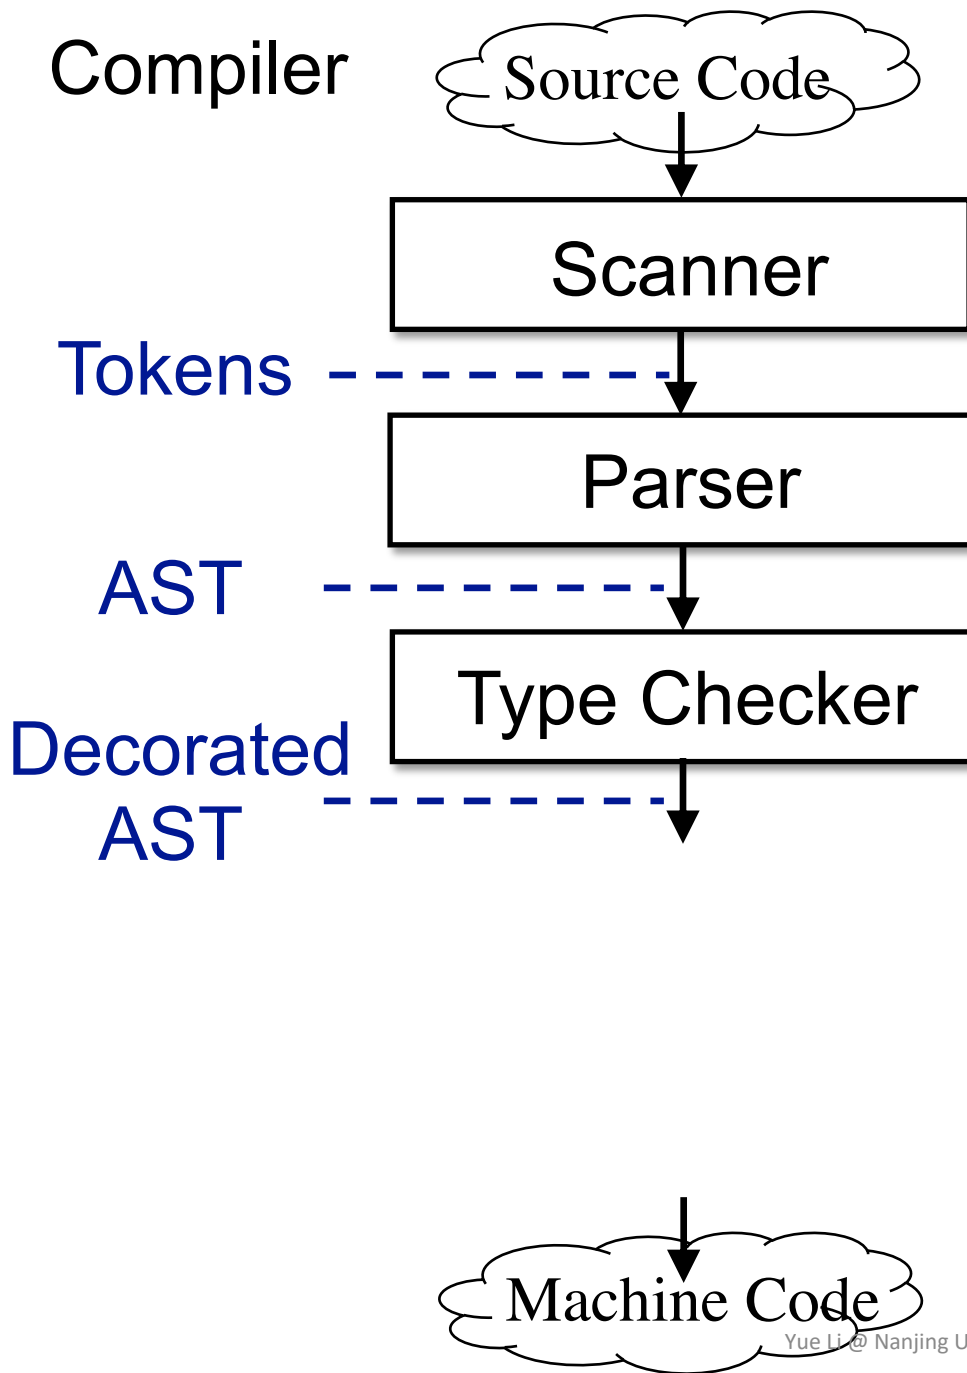 Compiler
Source Code
Scanner
Tokens
Parser
AST
Type Checker
Decorated
AST
Machine Code
Yue Li @ Nanjing U